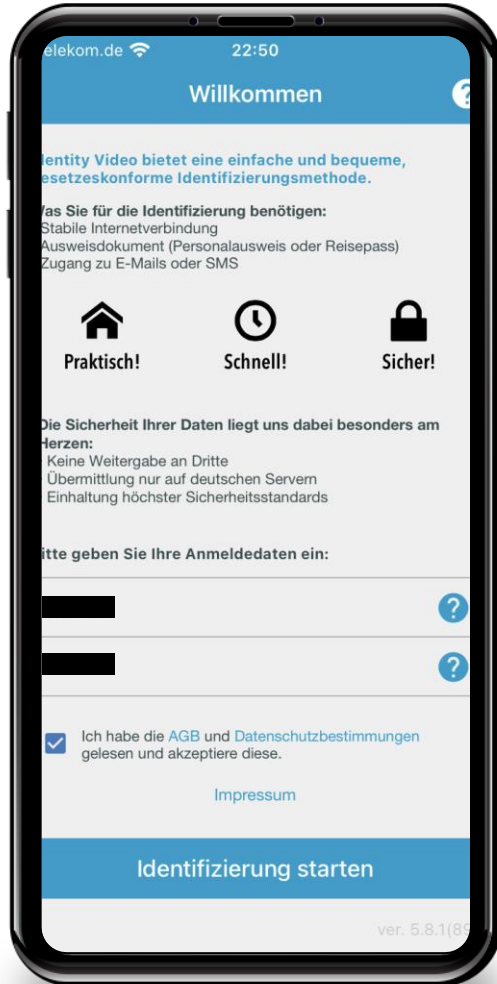 elekom.de 22:50
Willkommen ?
dentity Video bietet eine einfache und bequeme,
esetzeskonforme Identifizierungsmethode.
Was Sie für die Identifizierung benötigen:
Stabile Internetverbindung
Ausweisdokument (Personalausweis oder Reisepass)
Zugang zu E-Mails oder SMS
Praktisch! Schnell! Sicher!
Die Sicherheit Ihrer Daten liegt uns dabei besonders am
Herzen:
Keine Weitergabe an Dritte
Übermittlung nur auf deutschen Servern
Einhaltung höchster Sicherheitsstandards
itte geben Sie Ihre Anmeldedaten ein:
?
?
Ich habe die AGB und Datenschutzbestimmungen
gelesen und akzeptiere diese.
Impressum
Identifizierung starten
ver. 5.8.1(89